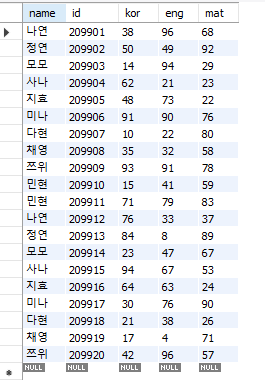 name id kor eng mat
나연 209901 38 96 68
정연 209902 50 49 92
모모 209903 14 94 29
사나 209904 62 21 23
지효 209905 48 73 22
미나 209906 91 90 76
다현 209907 10 22 80
채영 209908 35 32 58
쯔위 209909 93 91 78
민현 209910 15 41 59
민현 209911 71 79 83
나연 209912 76 33 37
정연 209913 84 8 89
모모 209914 23 47 67
사나 209915 94 67 53
지효 209916 64 63 24
미나 209917 30 76 90
다현 209918 21 38 26
채영 209919 17 4 71
쯔위 209920 42 96 57
NULL NULL NULL NULL NULL